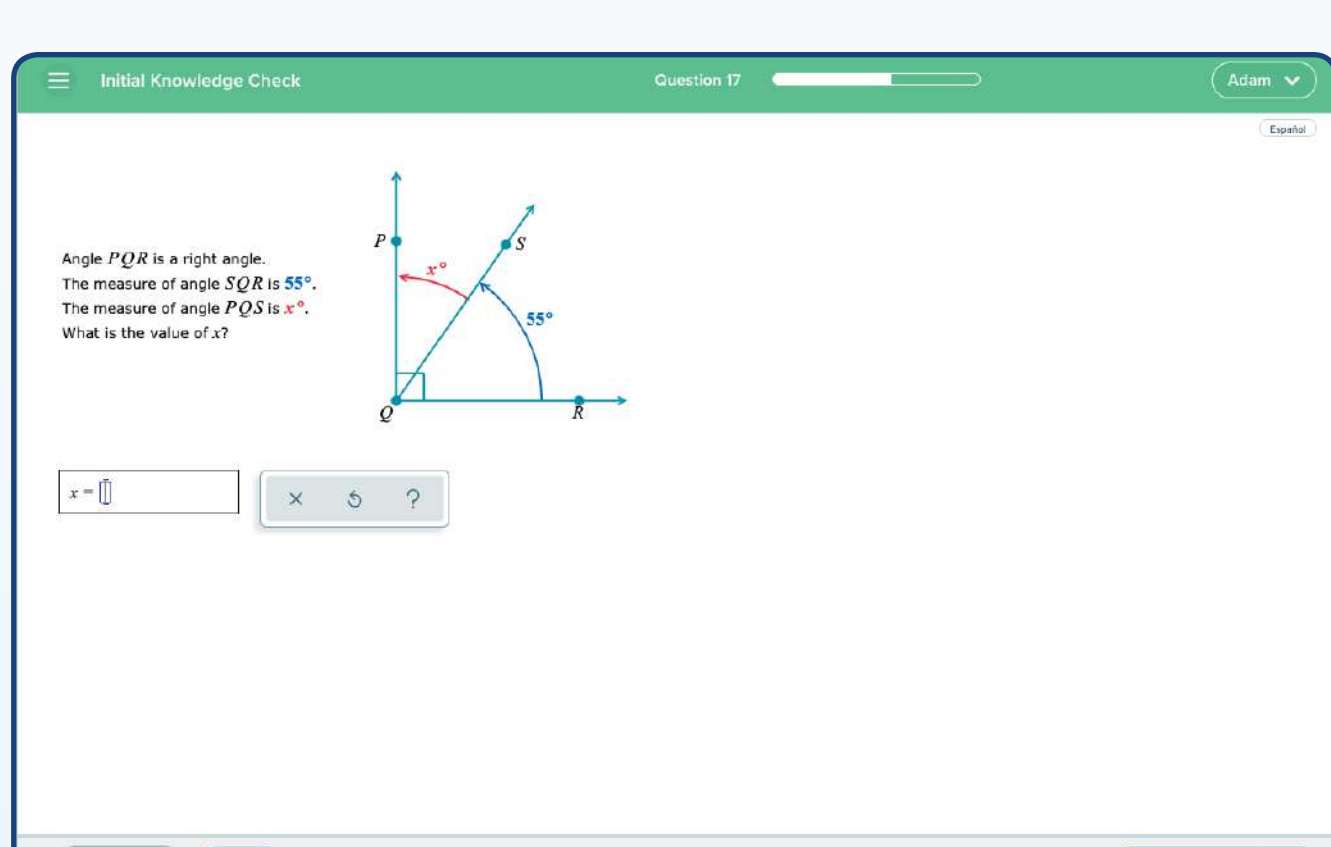 Initial Knowledge Check
Question 17
Adam
Español
Angle PQR is a right angle.
The measure of angle SQR is 55°.
The measure of angle PQS is x°.
What is the value of x?
P
S
x°
55°
Q
R
x =
?